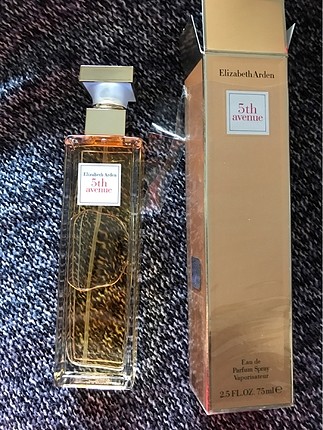 Elizabeth Arden
5th
avenue
Elizabeth Arden
5th
avenue
Eau de
Parfum Spray
Vaporisateur
2.5 FL.OZ. 75ml ℮